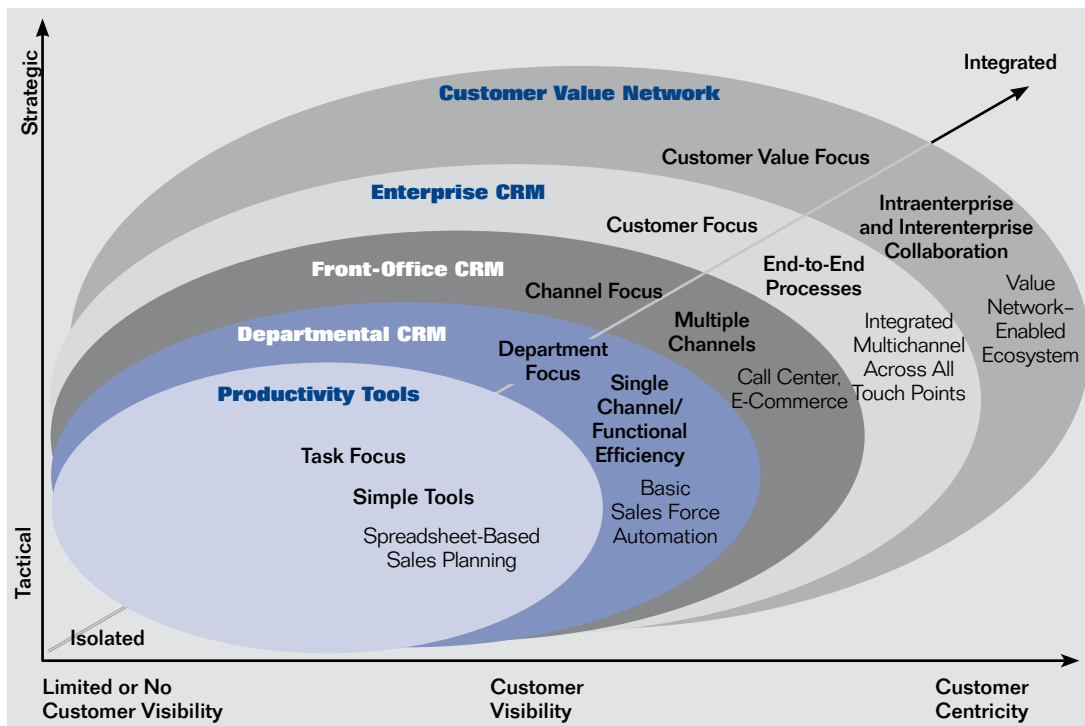 Strategic
Integrated
Customer Value Network
Customer Value Focus
Enterprise CRM
Intraenterprise
and Interenterprise
Collaboration
Customer Focus
Front-Office CRM
End-to-End
Processes
Value
Network–
Enabled
Ecosystem
Channel Focus
Multiple
Channels
Integrated
Multichannel
Across All
Touch Points
Departmental CRM
Department
Focus
Call Center,
E-Commerce
Productivity Tools
Single
Channel/
Functional
Efficiency
Task Focus
Simple Tools
Basic
Sales Force
Automation
Spreadsheet-Based
Sales Planning
Tactical
Isolated
Limited or No
Customer Visibility
Customer
Visibility
Customer
Centricity